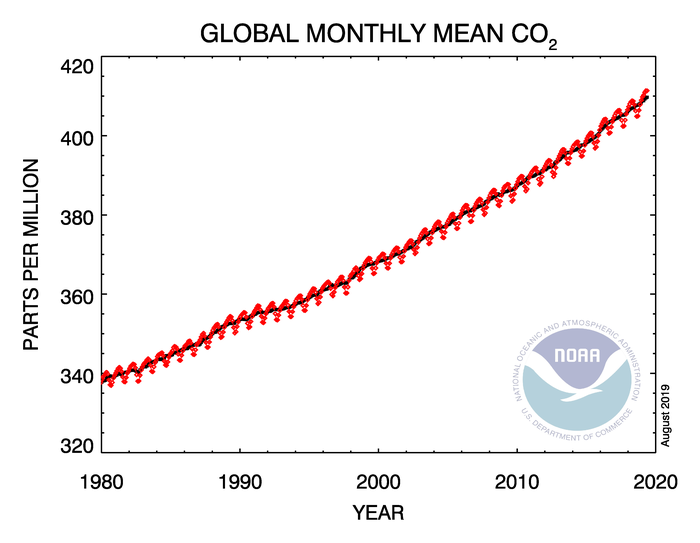 GLOBAL MONTHLY MEAN CO₂
PARTS PER MILLION
420
400
380
360
340
320
1980
1990
2000
2010
2020
YEAR
NATIONAL OCEANIC AND ATMOSPHERIC ADMINISTRATION
NOAA
U.S. DEPARTMENT OF COMMERCE
August 2019